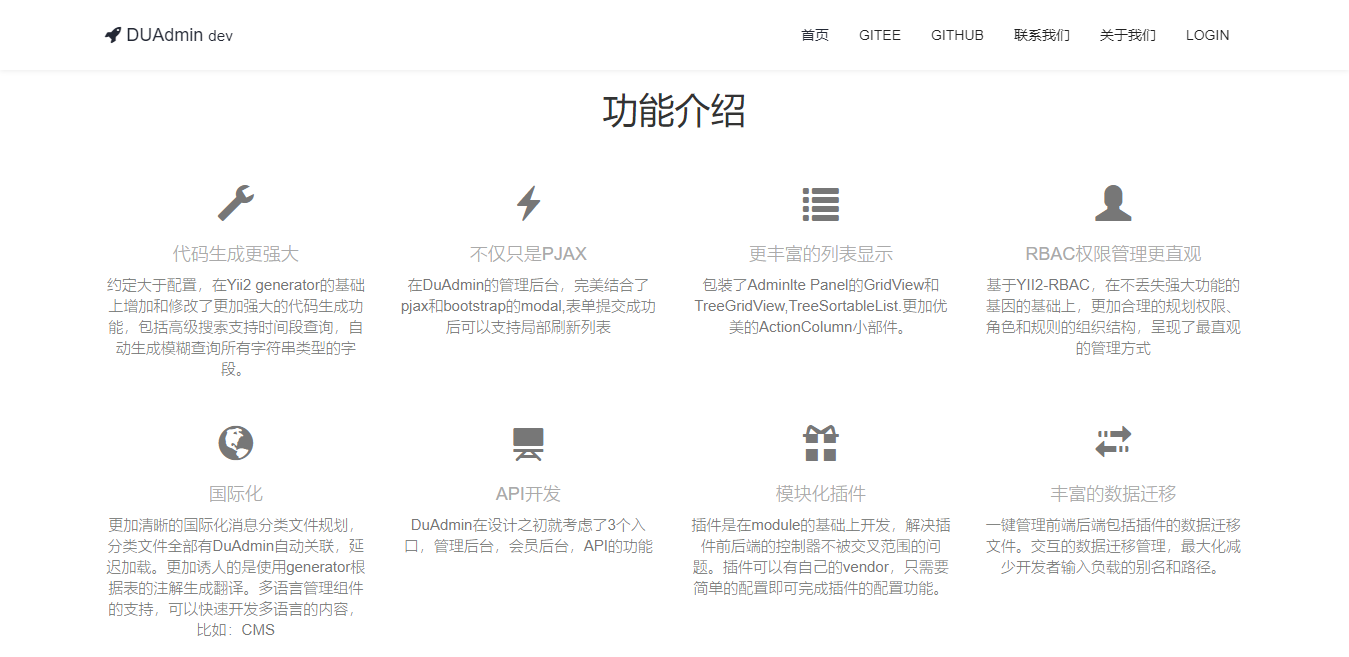 DUAdmin dev
首页 GITEE GITHUB 联系我们 关于我们 LOGIN
功能介绍
代码生成更强大
约定大于配置，在Yii2 generator的基础
上增加和修改了更加强大的代码生成功
能，包括高级搜索支持时间段查询，自
动生成模糊查询所有字符串类型的字
段。
不仅只是PJAX
在DuAdmin的管理后台，完美结合了
pjax和bootstrap的modal,表单提交成功
后可以支持局部刷新列表
更丰富的列表显示
包装了Adminlte Panel的GridView和
TreeGridView,TreeSortableList.更加优
美的ActionColumn小部件。
RBAC权限管理更直观
基于YII2-RBAC，在不丢失强大功能的
基因的基础上，更加合理的规划权限、
角色和规则的组织结构，呈现了最直观
的管理方式
国际化
更加清晰的国际化消息分类文件规划，
分类文件全部有DuAdmin自动关联，延
迟加载。更加诱人的是使用generator根
据表的注解生成翻译。多语言管理组件
的支持，可以快速开发多语言的内容，
比如：CMS
API开发
DuAdmin在设计之初就考虑了3个入
口，管理后台，会员后台，API的功能
模块化插件
插件是在module的基础上开发，解决插
件前后端的控制器不被交叉范围的问
题。插件可以有自己的vendor，只需要
简单的配置即可完成插件的配置功能。
丰富的数据迁移
一键管理前端后端包括插件的数据迁移
文件。交互的数据迁移管理，最大化减
少开发者输入负载的别名和路径。